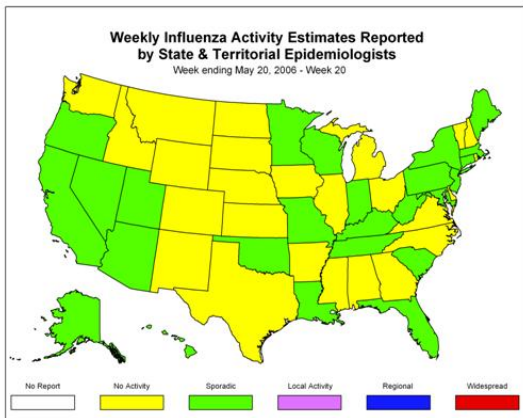 Weekly Influenza Activity Estimates Reported
by State & Territorial Epidemiologists
Week ending May 20, 2006 - Week 20
No Report
No Activity
Sporadic
Local Activity
Regional
Widespread